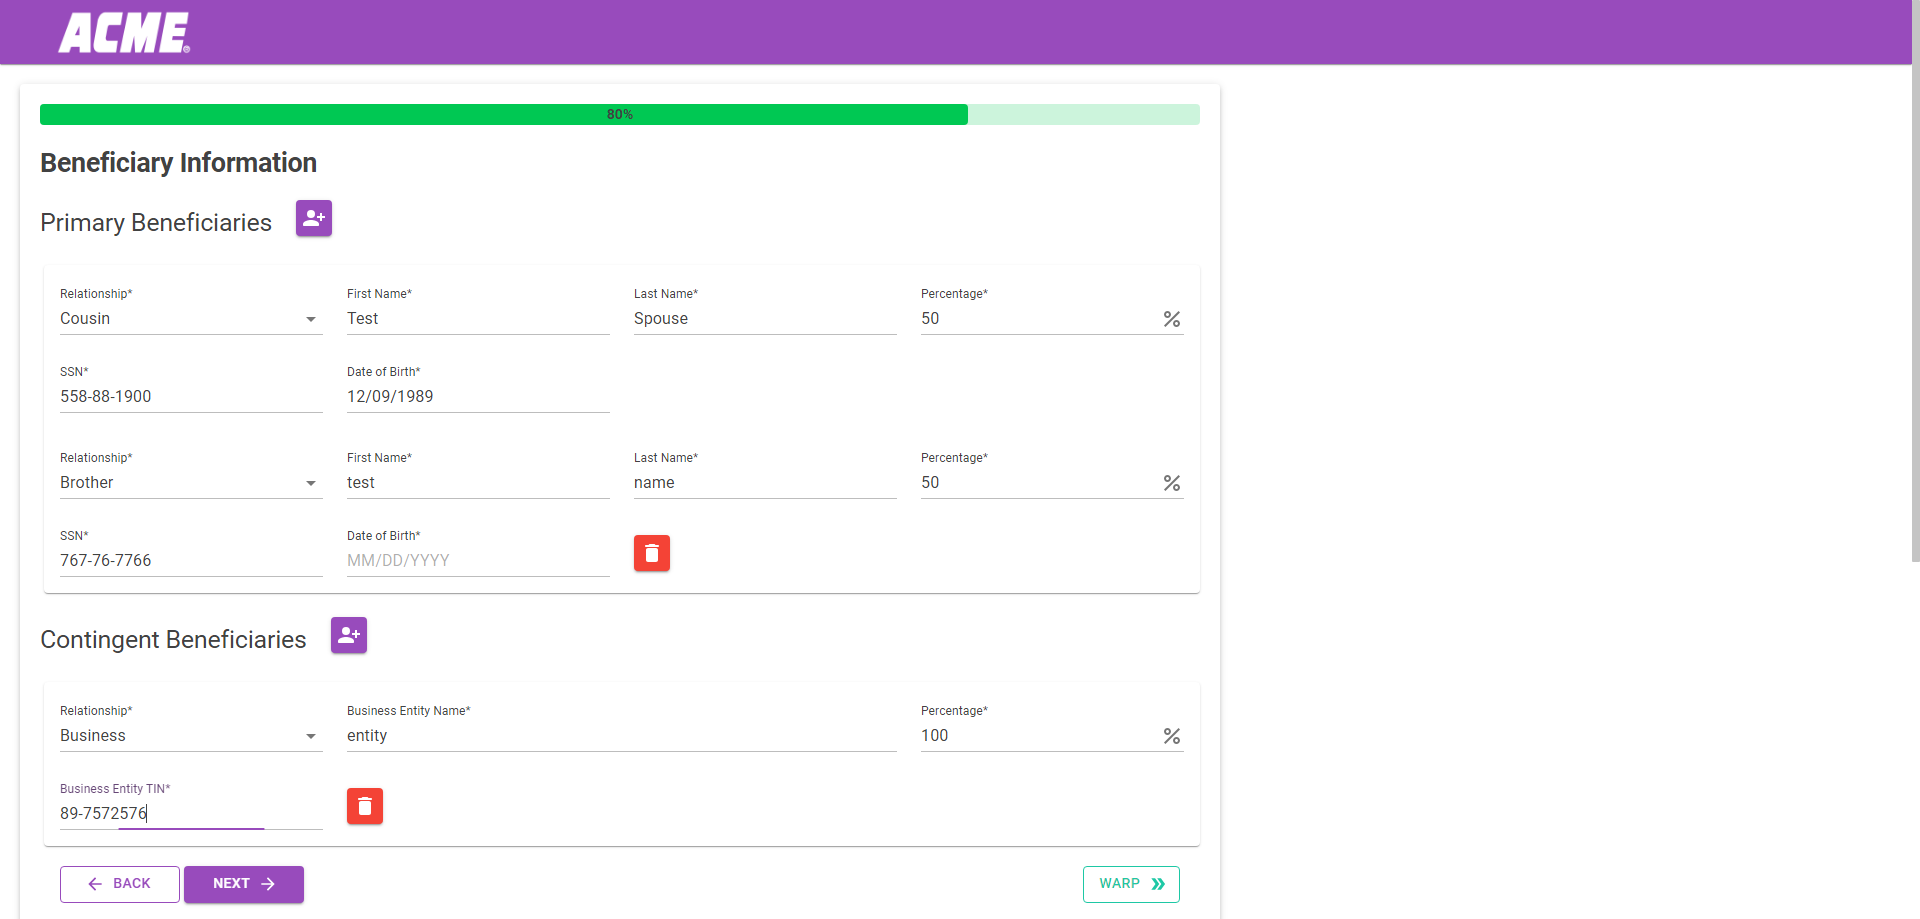 ACME®
80%
Beneficiary Information
Primary Beneficiaries
Relationship* First Name* Last Name* Percentage*
Cousin Test Spouse 50 %
SSN* Date of Birth*
558-88-1900 12/09/1989
Relationship* First Name* Last Name* Percentage*
Brother test name 50 %
SSN* Date of Birth*
767-76-7766 MM/DD/YYYY
Contingent Beneficiaries
Relationship* Business Entity Name* Percentage*
Business entity 100 %
Business Entity TIN*
89-7572576
BACK NEXT WARP